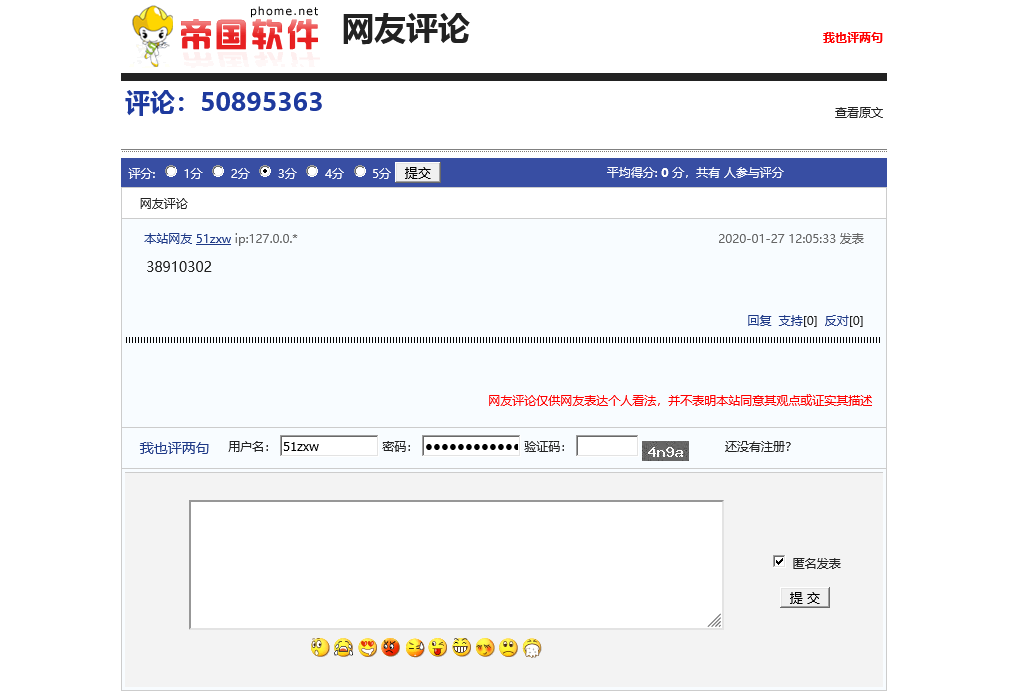 phome.net
帝国软件 网友评论
我也评两句
评论：50895363
查看原文
评分: 1分 2分 3分 4分 5分 提交 平均得分: 0 分，共有 人参与评分
网友评论
本站网友 51zxw ip:127.0.0.* 2020-01-27 12:05:33 发表
38910302
回复 支持[0] 反对[0]
网友评论仅供网友表达个人看法，并不表明本站同意其观点或证实其描述
我也评两句 用户名： 51zxw 密码： ●●●●●●●●●●●● 验证码： 4n9a 还没有注册?
匿名发表
提 交